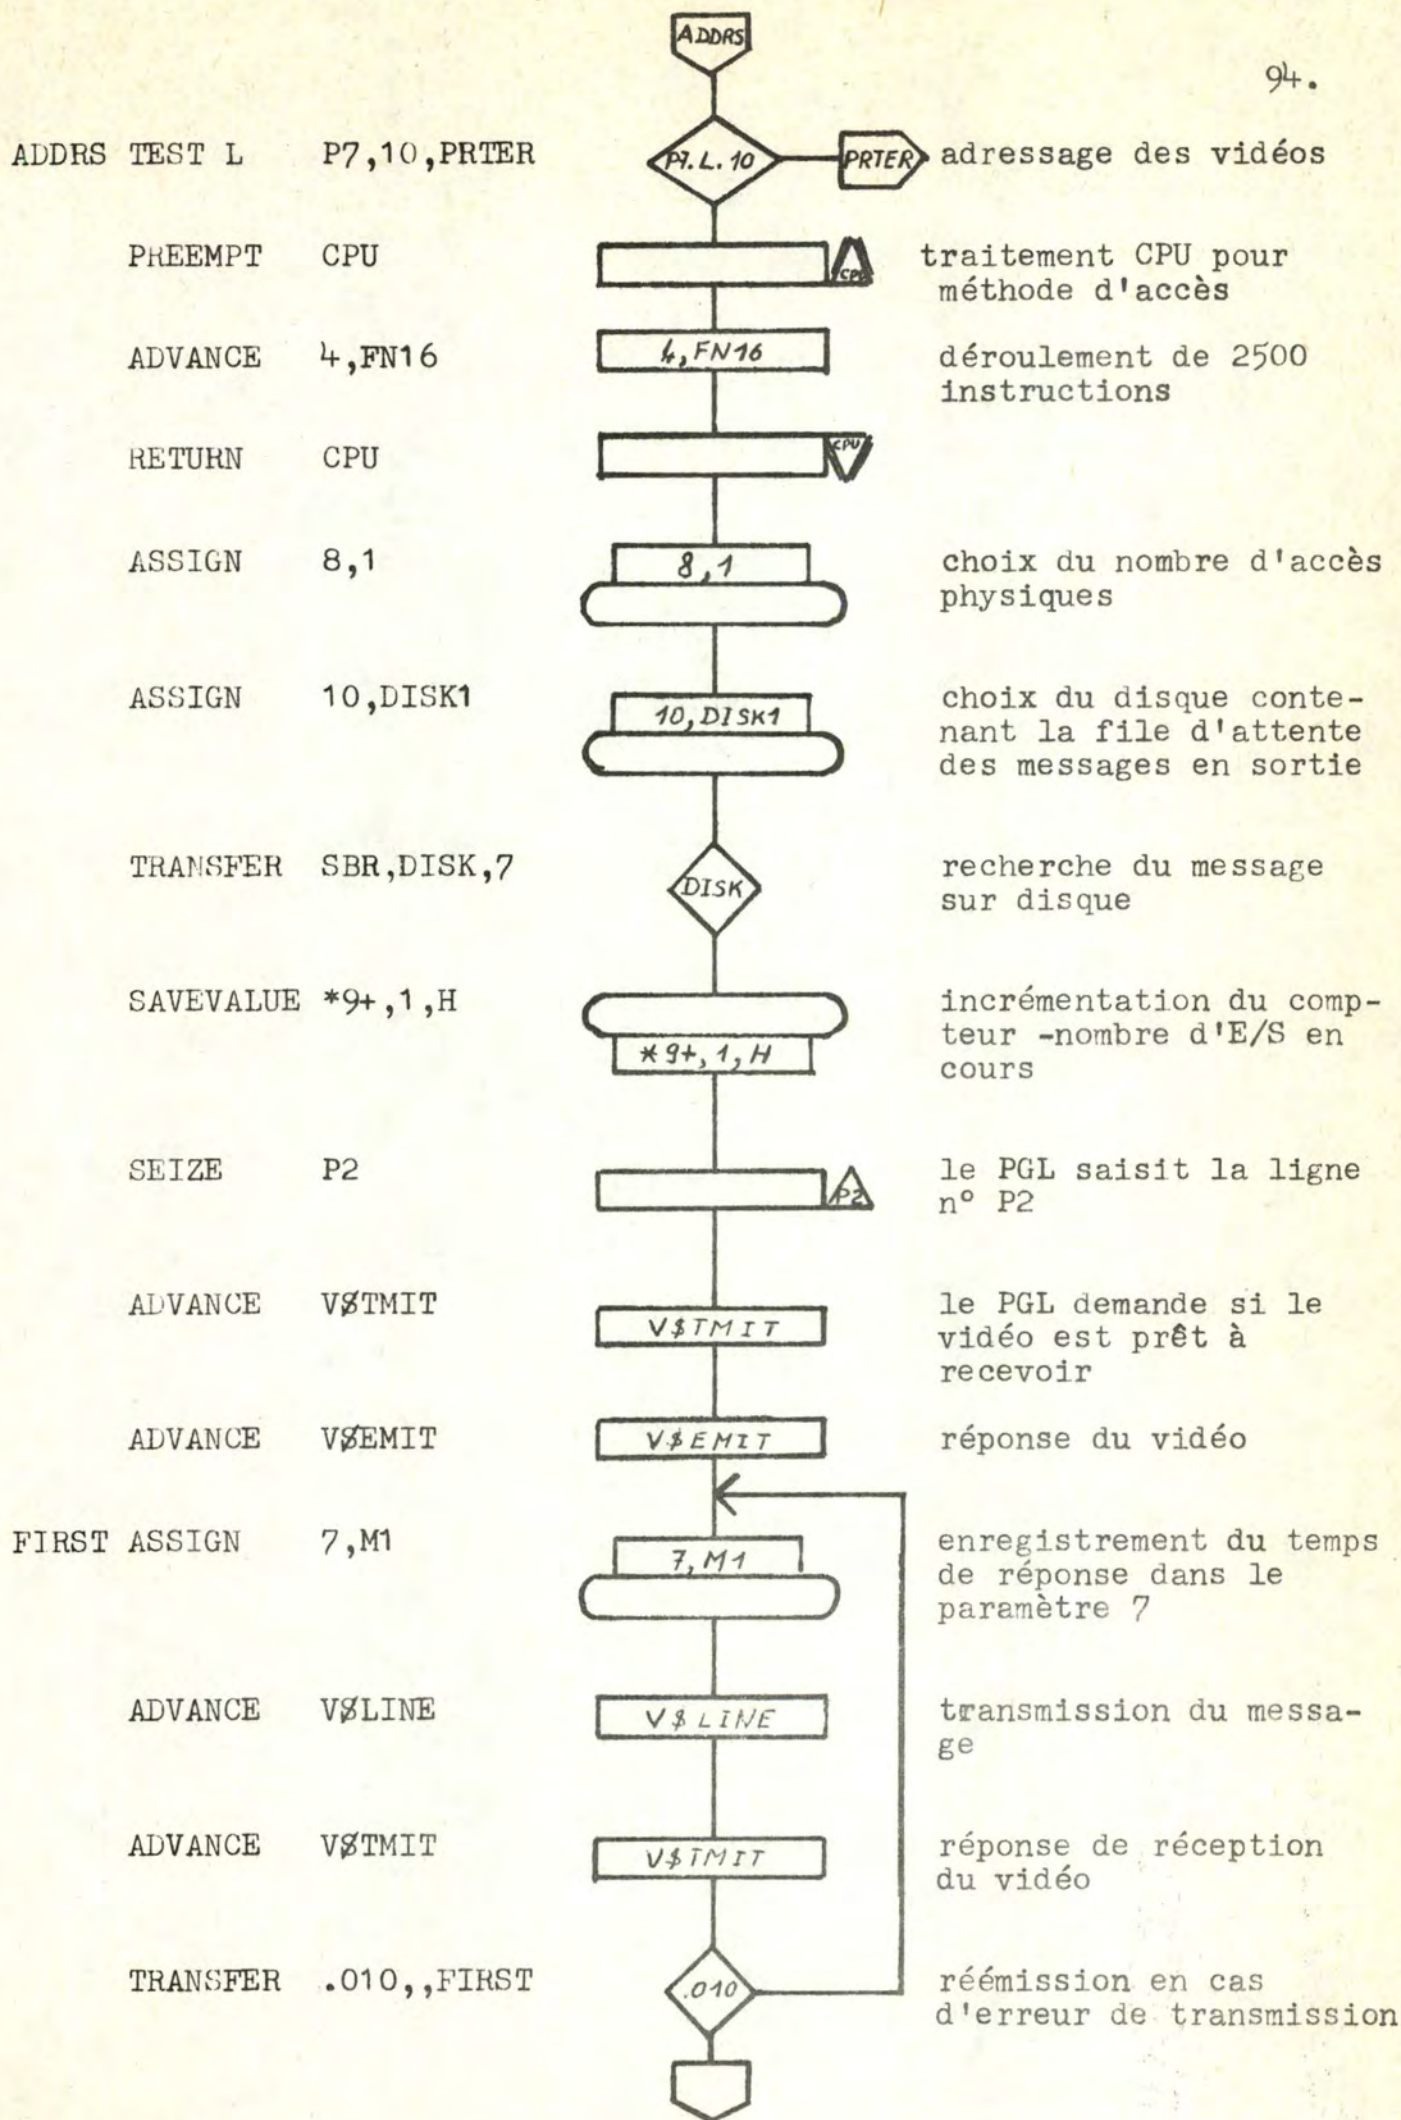 ADDRS
94.
ADDRS TEST L P7,10,PRTER
P7.L.10
PRTER
adressage des vidéos
PREEMPT CPU
CPU
traitement CPU pour
méthode d'accès
ADVANCE 4,FN16
4,FN16
déroulement de 2500
instructions
RETURN CPU
CPU
ASSIGN 8,1
8,1
choix du nombre d'accès
physiques
ASSIGN 10,DISK1
10,DISK1
choix du disque conte-
nant la file d'attente
des messages en sortie
TRANSFER SBR,DISK,7
DISK
recherche du message
sur disque
SAVEVALUE *9+,1,H
*9+,1,H
incrémentation du comp-
teur -nombre d'E/S en
cours
SEIZE P2
P2
le PGL saisit la ligne
n° P2
ADVANCE V$TMIT
V$TMIT
le PGL demande si le
vidéo est prêt à
recevoir
ADVANCE V$EMIT
V$EMIT
réponse du vidéo
FIRST ASSIGN 7,M1
7,M1
enregistrement du temps
de réponse dans le
paramètre 7
ADVANCE V$LINE
V$LINE
transmission du messa-
ge
ADVANCE V$TMIT
V$TMIT
réponse de réception
du vidéo
TRANSFER .010,,FIRST
.010
réémission en cas
d'erreur de transmission